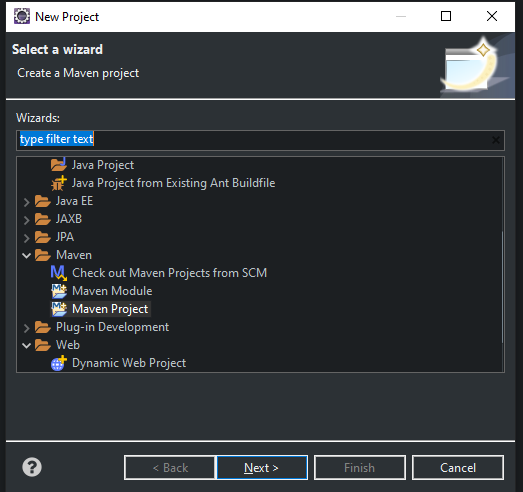 New Project
Select a wizard
Create a Maven project
Wizards:
type filter text
Java Project
Java Project from Existing Ant Buildfile
Java EE
JAXB
JPA
Maven
Check out Maven Projects from SCM
Maven Module
Maven Project
Plug-in Development
Web
Dynamic Web Project
? < Back Next > Finish Cancel